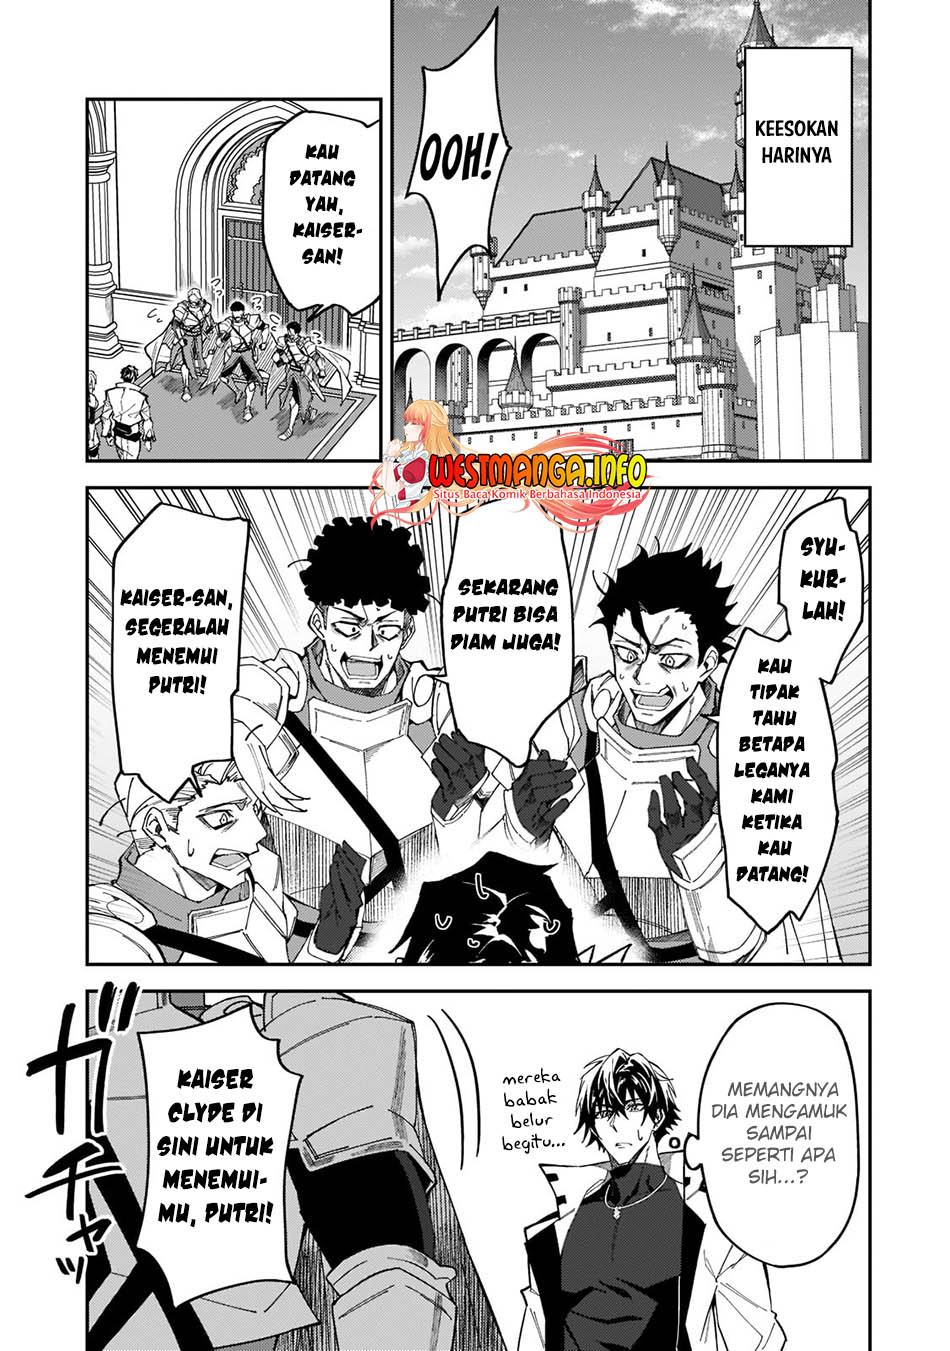 KEESOKAN
HARINYA
OOH!
KAU
DATANG
YAH,
KAISER-
SAN!
WESTMANGA.INFO
Situs Baca Komik Berbahasa Indonesia
SYU-
KUR-
LAH!
KAU
TIDAK
TAHU
BETAPA
LEGANYA
KAMI
KETIKA
KAU
DATANG!
SEKARANG
PUTRI BISA
DIAM JUGA!
KAISER-SAN,
SEGERALAH
MENEMUI
PUTRI!
MEMANGNYA
DIA MENGAMUK
SAMPAI
SEPERTI APA
SIH...?
mereka
babak
belur
begitu...
KAISER
CLYDE DI
SINI UNTUK
MENEMUI-
MU, PUTRI!
ガチャッ